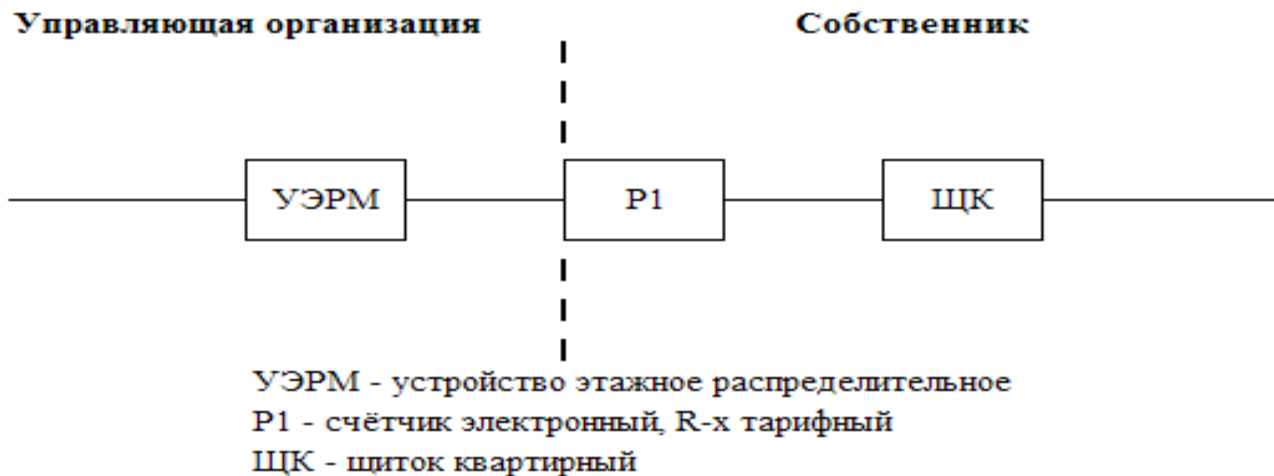 Управляющая организация
Собственник
УЭРМ
Р1
ЩК
УЭРМ - устройство этажное распределительное
Р1 - счётчик электронный, R-х тарифный
ЩК - щиток квартирный